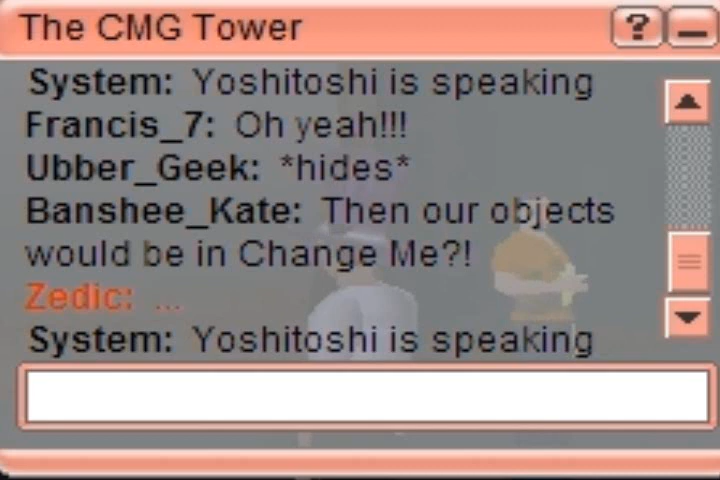 The CMG Tower ? _
System: Yoshitoshi is speaking
Francis_7: Oh yeah!!!
Ubber_Geek: *hides*
Banshee_Kate: Then our objects
would be in Change Me?!
Zedic: ...
System: Yoshitoshi is speaking